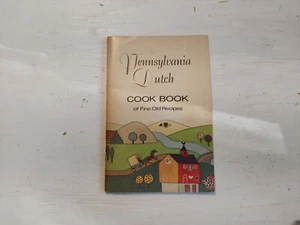 Pennsylvania
Dutch
COOK BOOK
of Fine Old Recipes